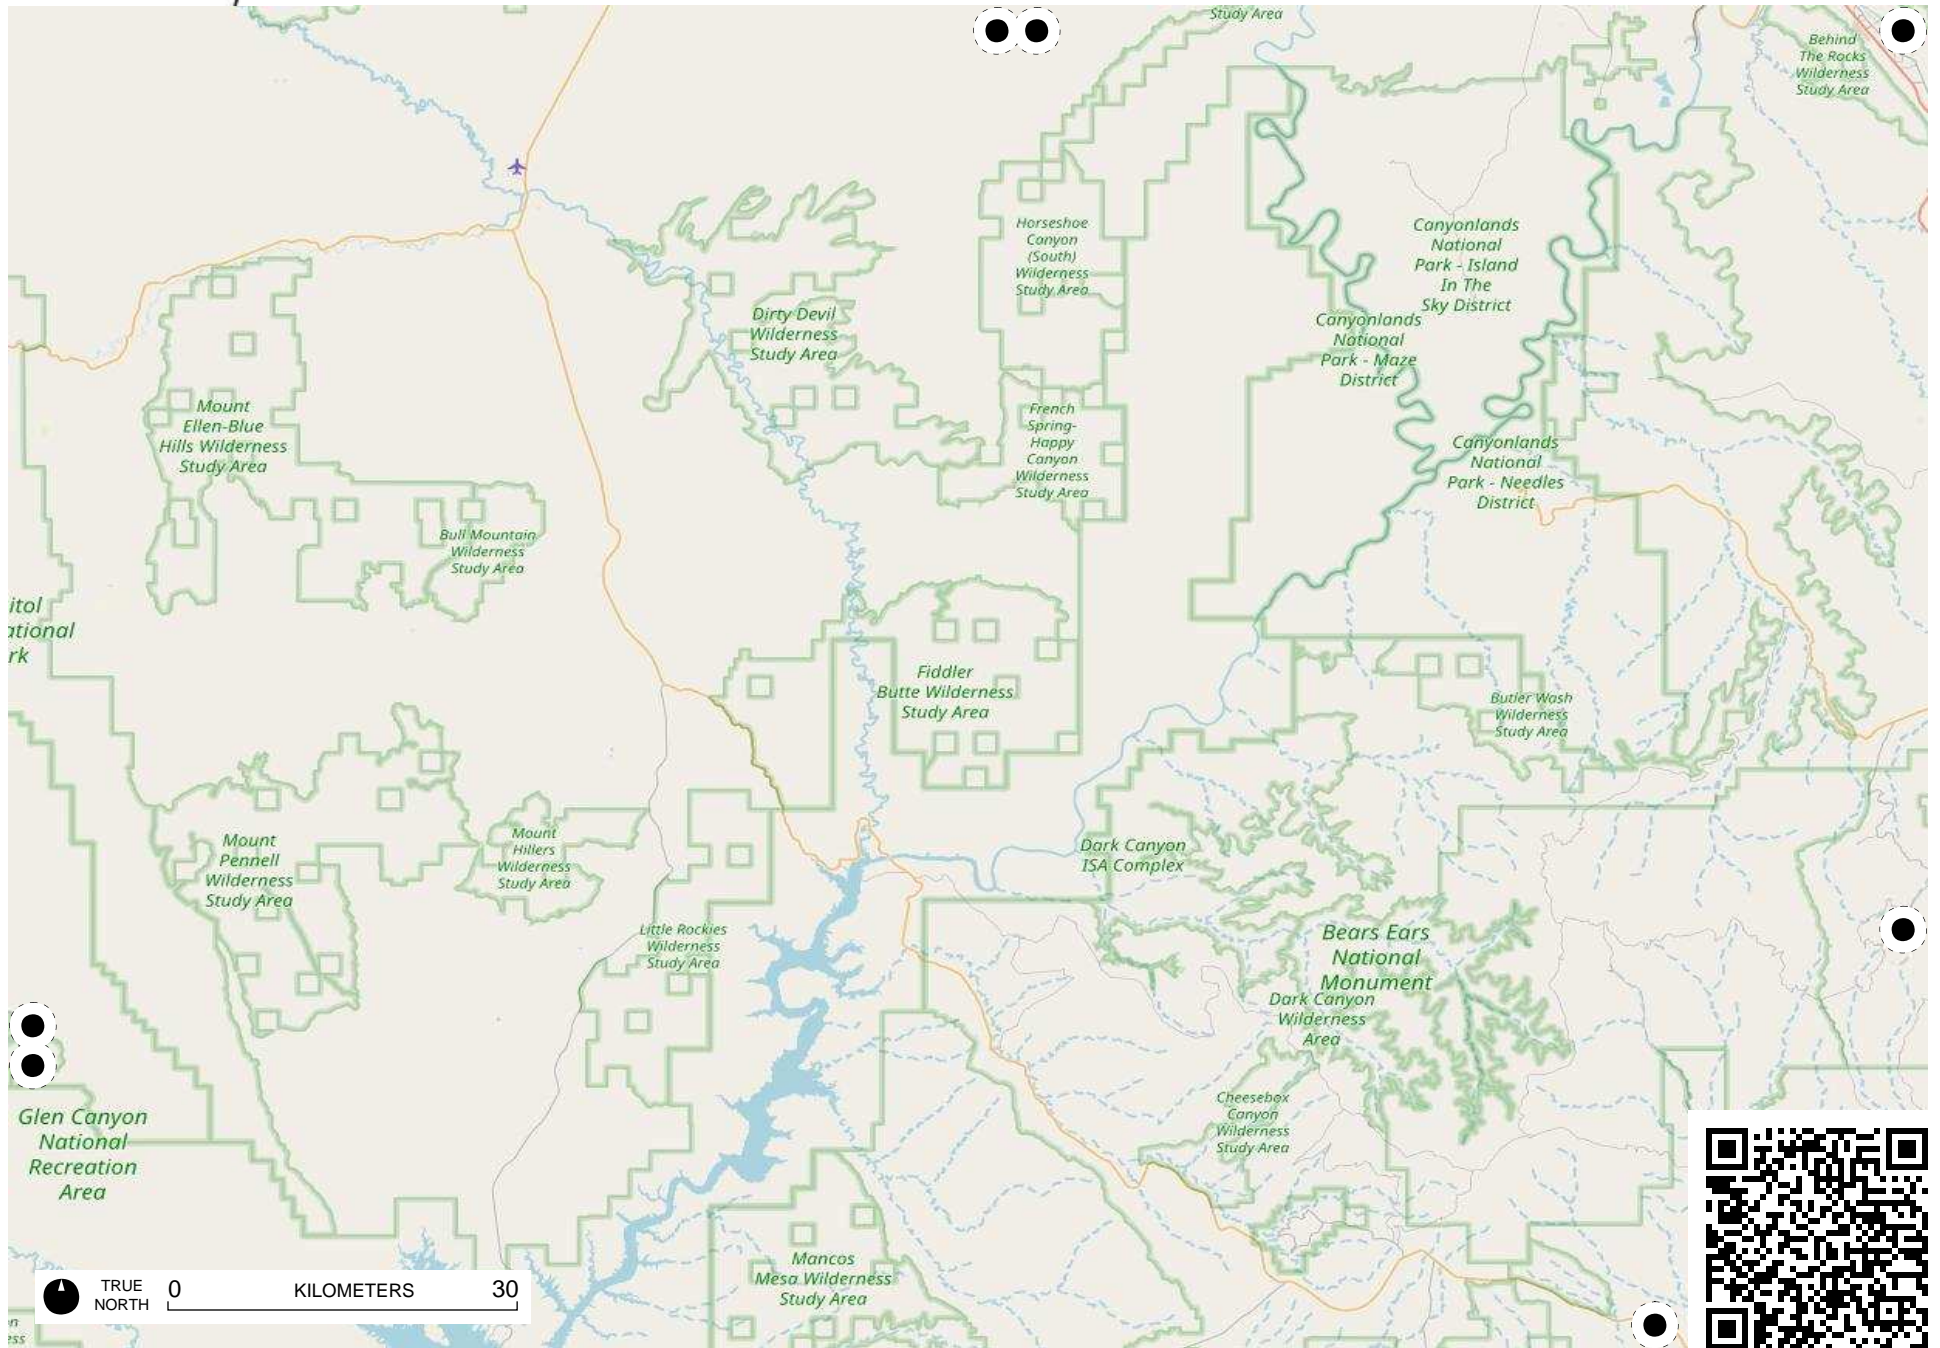 Study Area
Behind
The Rocks
Wilderness
Study Area
Horseshoe
Canyon
(South)
Wilderness
Study Area
Canyonlands
National
Park - Island
In The
Sky District
Dirty Devil
Wilderness
Study Area
Canyonlands
National
Park - Maze
District
Mount
Ellen-Blue
Hills Wilderness
Study Area
French
Spring-
Happy
Canyon
Wilderness
Study Area
Canyonlands
National
Park - Needles
District
Bull Mountain
Wilderness
Study Area
itol
ational
rk
Fiddler
Butte Wilderness
Study Area
Butler Wash
Wilderness
Study Area
Mount
Pennell
Wilderness
Study Area
Mount
Hillers
Wilderness
Study Area
Dark Canyon
ISA Complex
Little Rockies
Wilderness
Study Area
Bears Ears
National
Monument
Dark Canyon
Wilderness
Area
Glen Canyon
National
Recreation
Area
Cheesebox
Canyon
Wilderness
Study Area
Mancos
Mesa Wilderness
Study Area
TRUE
NORTH
0 KILOMETERS 30
n
ess